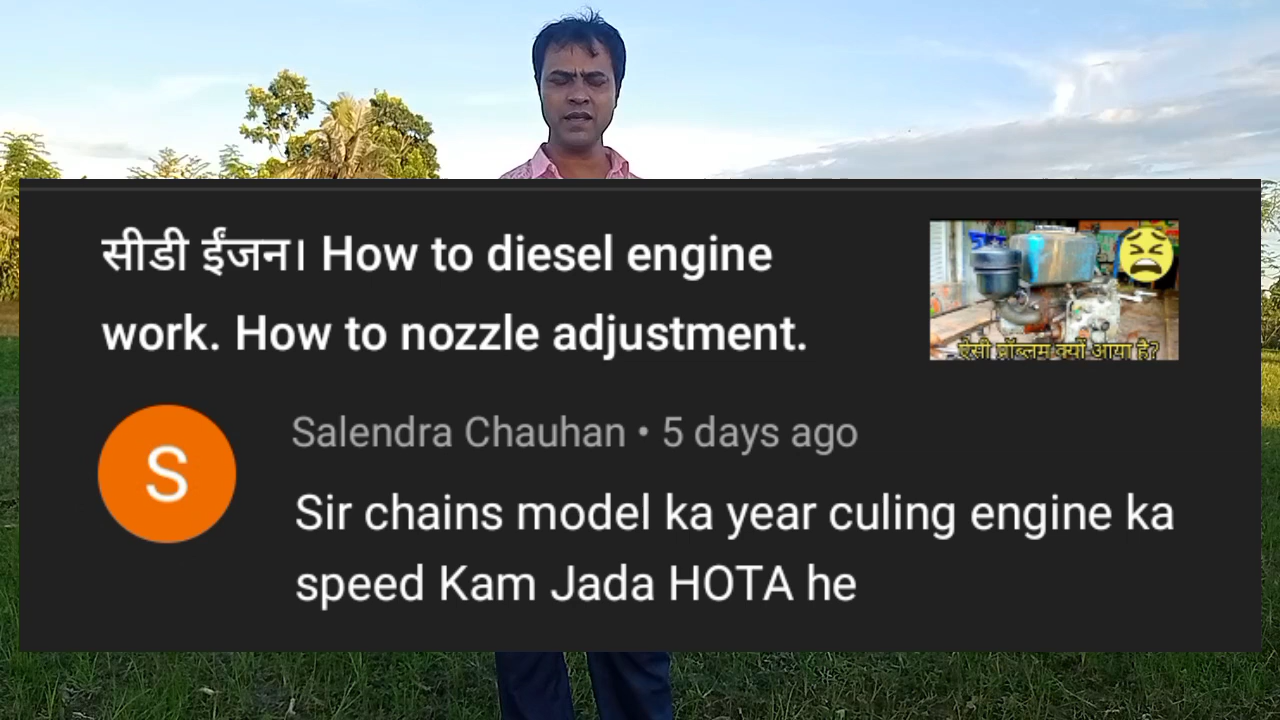 सीडी ईंजन। How to diesel engine
work. How to nozzle adjustment.
ऐसी प्रॉब्लम क्यों आया है?
S
Salendra Chauhan • 5 days ago
Sir chains model ka year culing engine ka
speed Kam Jada HOTA he